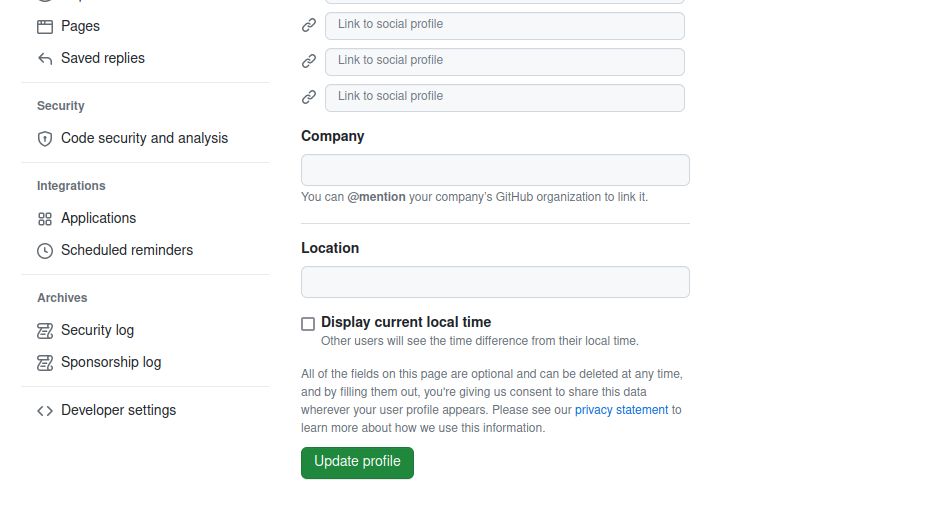 Pages
Saved replies
Security
Code security and analysis
Integrations
Applications
Scheduled reminders
Archives
Security log
Sponsorship log
Developer settings
Link to social profile
Link to social profile
Link to social profile
Company
You can @mention your company's GitHub organization to link it.
Location
Display current local time
Other users will see the time difference from their local time.
All of the fields on this page are optional and can be deleted at any time,
and by filling them out, you're giving us consent to share this data
wherever your user profile appears. Please see our privacy statement to
learn more about how we use this information.
Update profile